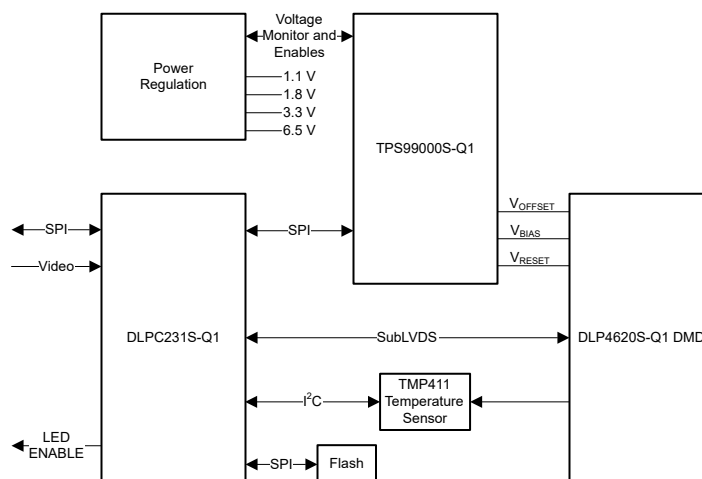 Voltage
Monitor and
Enables
Power
Regulation
1.1 V
1.8 V
3.3 V
6.5 V
TPS99000S-Q1
SPI
SPI
Video
VOFFSET
VBIAS
VRESET
DLPC231S-Q1
SubLVDS
DLP4620S-Q1 DMD
I²C
TMP411
Temperature
Sensor
LED
ENABLE
SPI
Flash